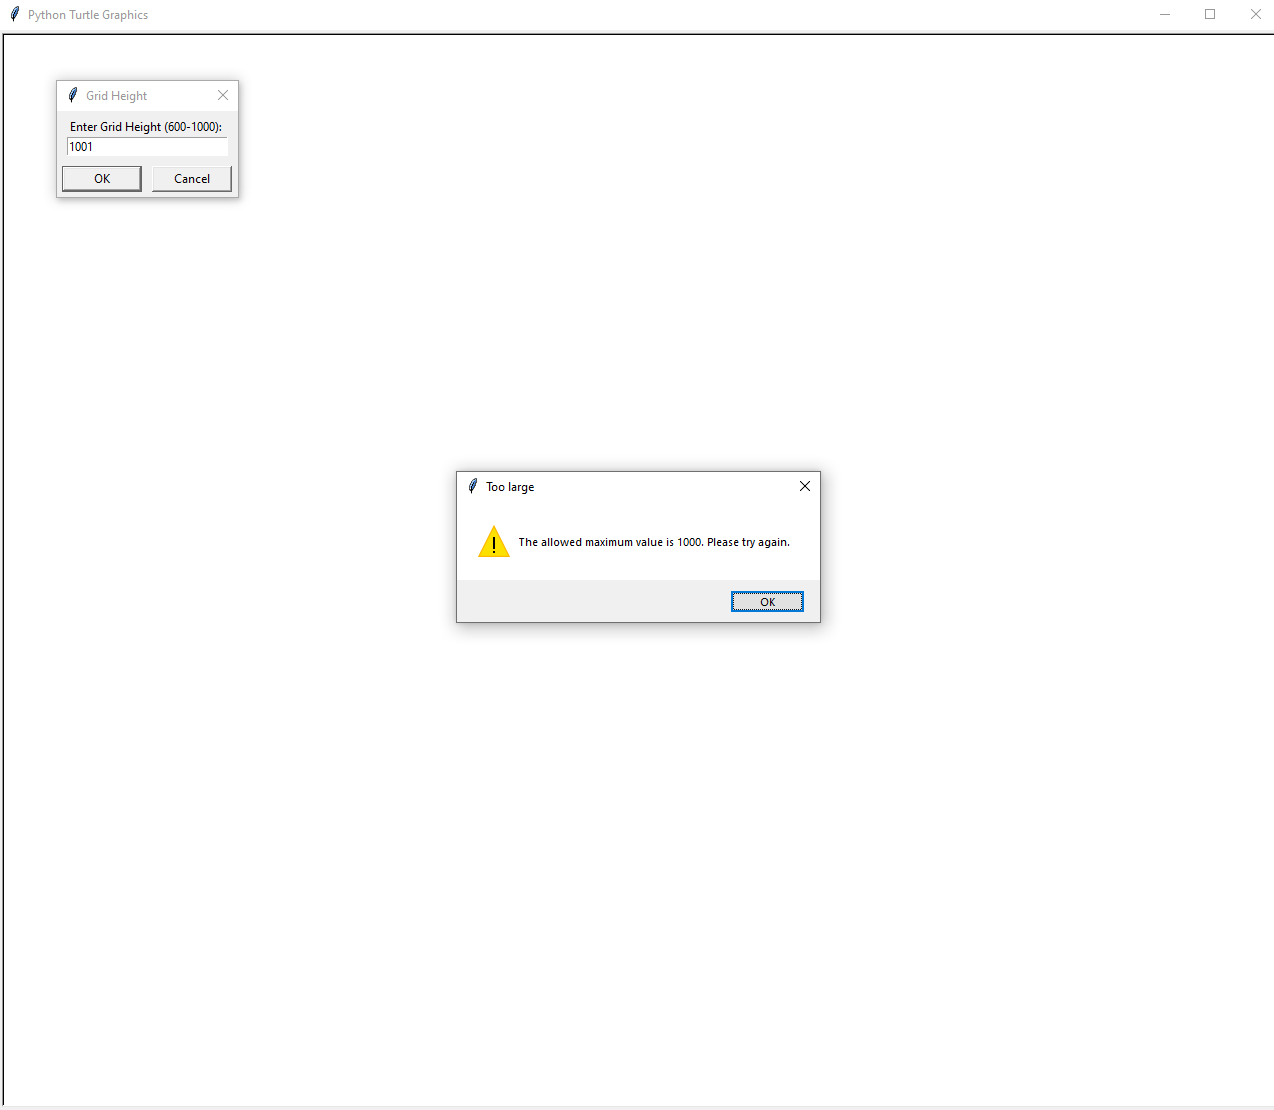 Python Turtle Graphics
Grid Height
Enter Grid Height (600-1000):
1001
OK Cancel
Too large
The allowed maximum value is 1000. Please try again.
OK